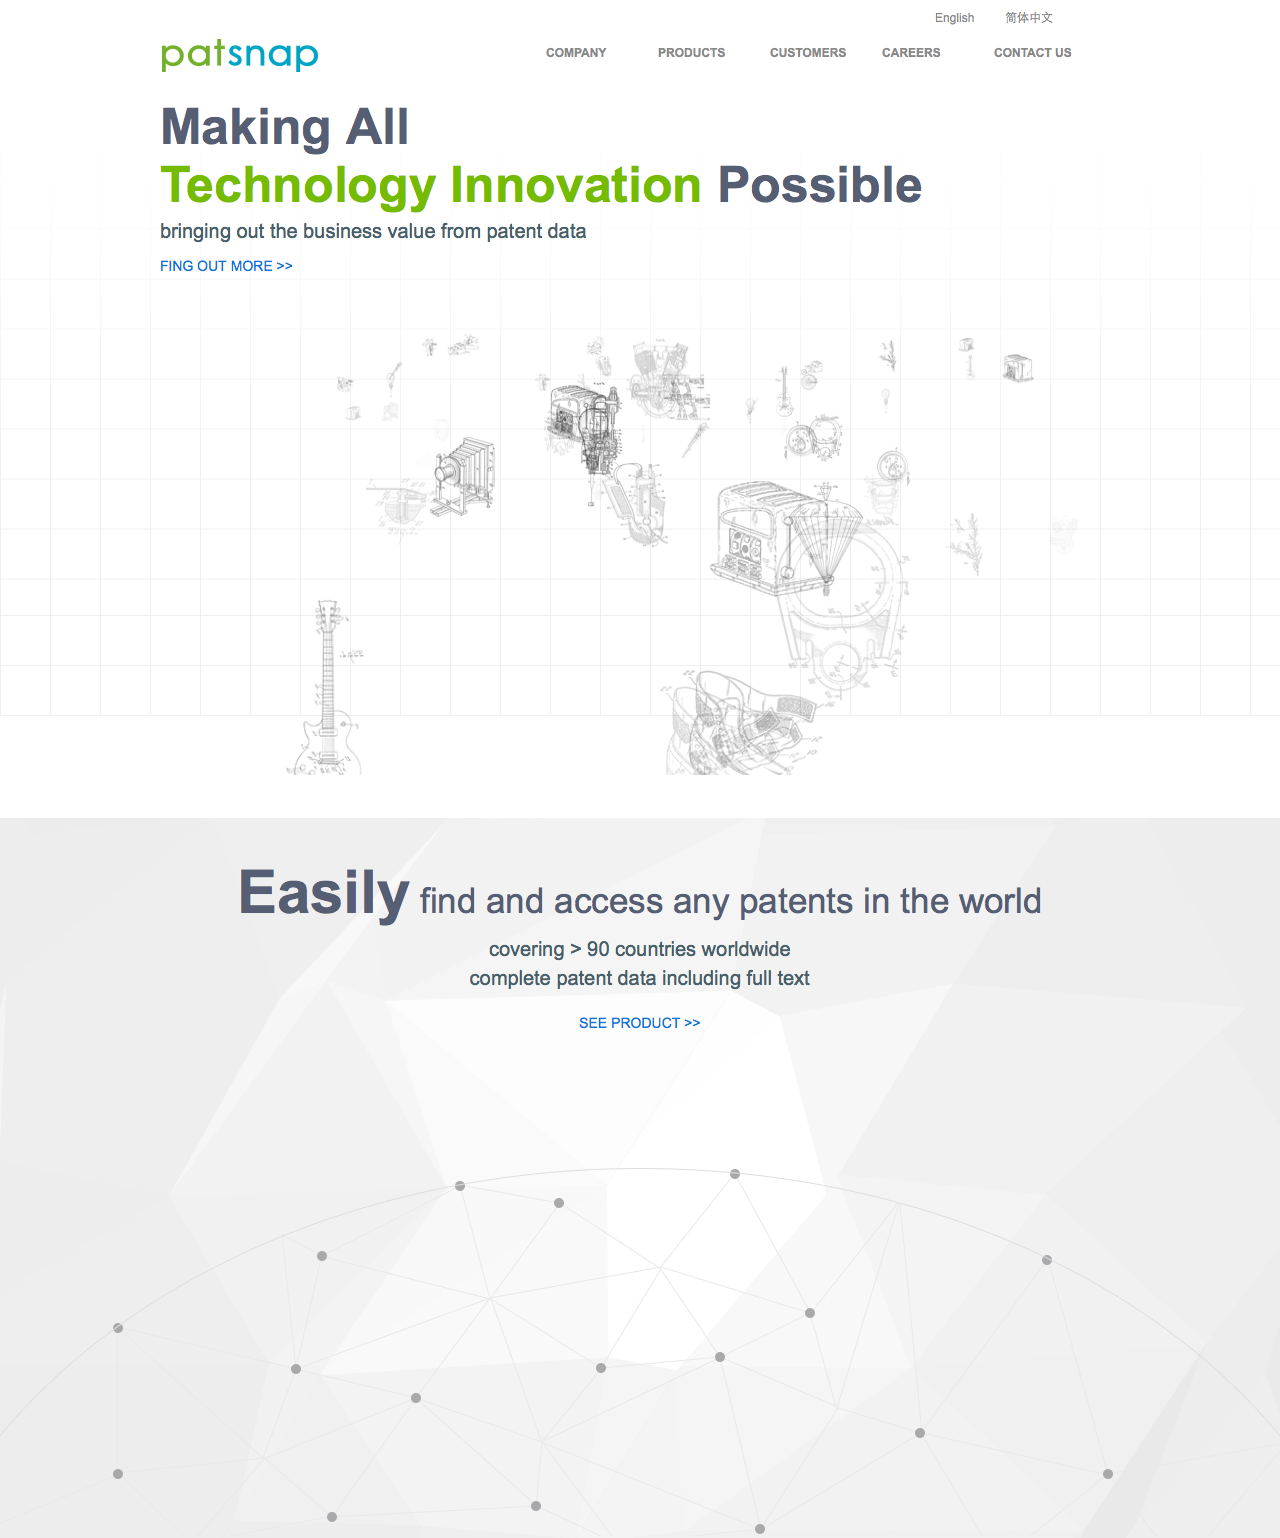 English 简体中文
patsnap
COMPANY PRODUCTS CUSTOMERS CAREERS CONTACT US
Making All
Technology Innovation Possible
bringing out the business value from patent data
FING OUT MORE >>
Easily find and access any patents in the world
covering > 90 countries worldwide
complete patent data including full text
SEE PRODUCT >>